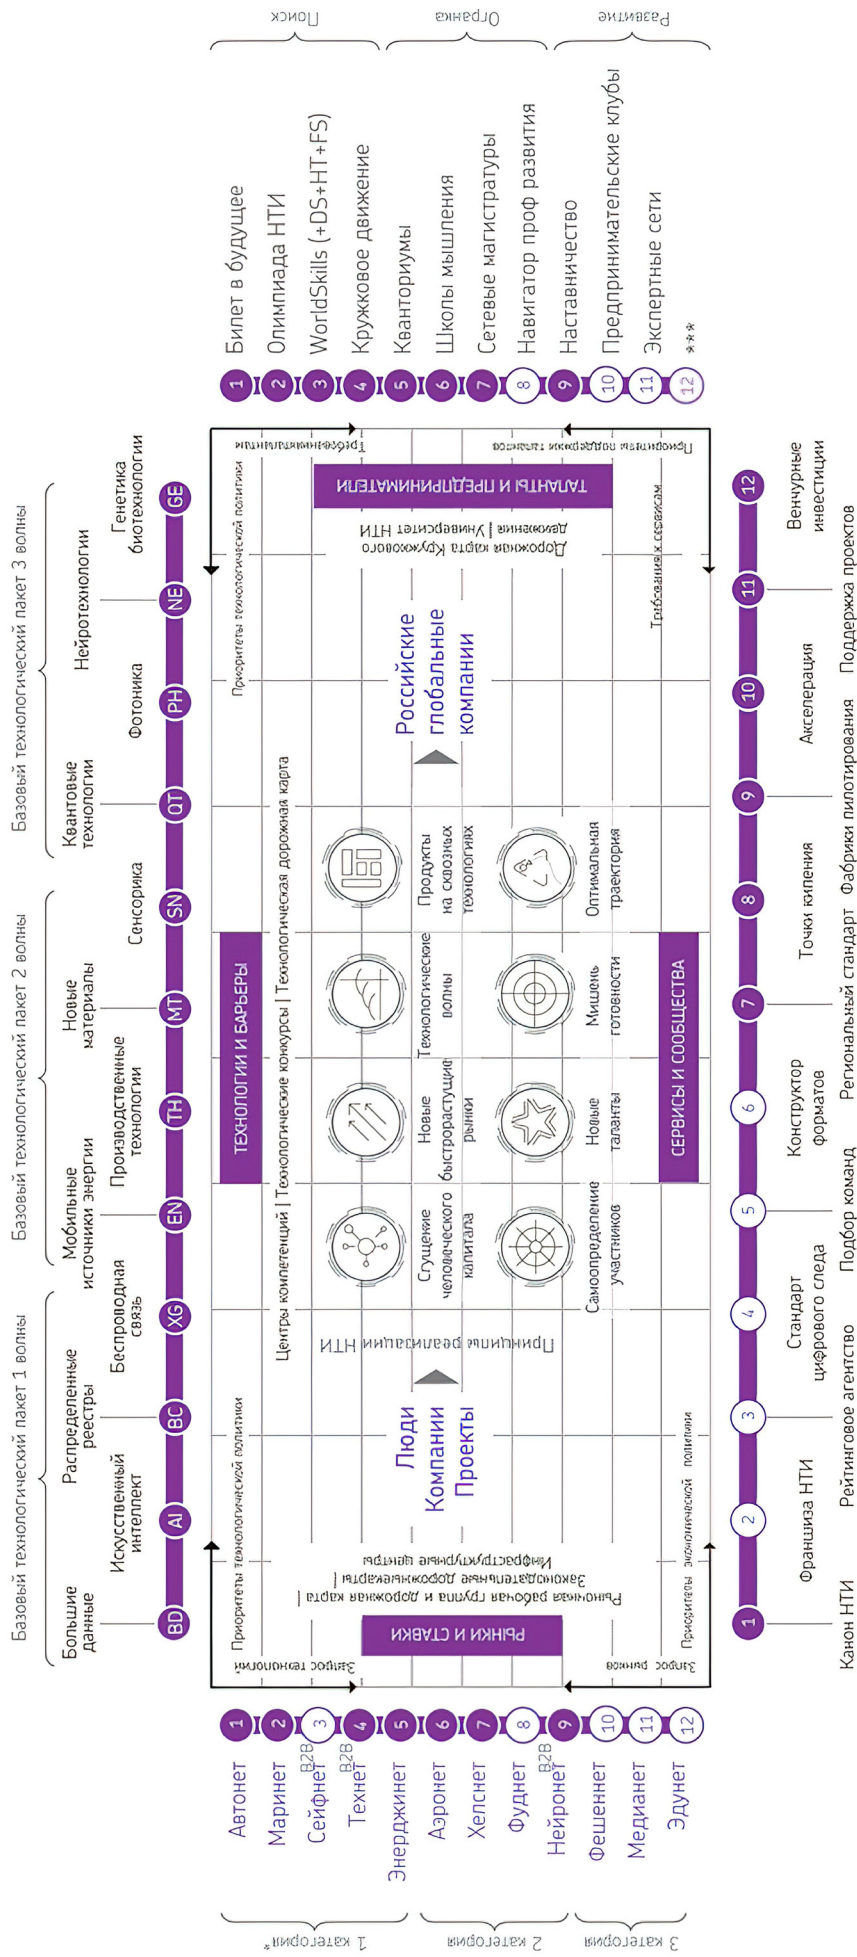 Базовый технологический пакет 1 волны
Базовый технологический пакет 2 волны
Базовый технологический пакет 3 волны
Большие
данные
Искусственный
интеллект
Распределенные
реестры
Беспроводная
связь
Мобильные
источники энергии
Производственные
технологии
Новые
материалы
Сенсорика
Квантовые
технологии
Фотоника
Нейротехнологии
Генетика
биотехнологии
BD
AI
BC
XG
EN
TH
MT
SN
QT
PH
NE
GE
1 категория*
2 категория
3 категория
Автонет
1
Маринет
2
Сейфнет
B2B
3
Технет
B2B
4
Энерджинет
5
Аэронет
6
Хелснет
7
Фуднет
8
Нейронет
B2B
9
Фешеннет
10
Медианет
11
Эдунет
12
Запрос технологий
Запрос рынков
РЫНКИ И СТАВКИ
Рыночная рабочая группа и дорожная карта |
Законодательные дорожные карты |
Инфраструктурные центры
Приоритеты технологической политики
Приоритеты экономической политики
ТЕХНОЛОГИИ И БАРЬЕРЫ
Центры компетенций | Технологические конкурсы | Технологическая дорожная карта
Люди
Компании
Проекты
Принципы реализации НТИ
Сгущение
человеческого
капитала
Новые
быстрорастущие
рынки
Технологические
волны
Продукты
на сквозных
технологиях
Самоопределение
участников
Новые
таланты
Мишень
готовности
Оптимальная
траектория
Российские
глобальные
компании
СЕРВИСЫ И СООБЩЕСТВА
Приоритеты технологической политики
Требования к сервисам
Дорожная карта Кружкового
движения | Университет НТИ
ТАЛАНТЫ И ПРЕДПРИНИМАТЕЛИ
Требования к талантам
Приоритеты поддержки талантов
1
Билет в будущее
2
Олимпиада НТИ
3
WorldSkills (+DS+HT+FS)
4
Кружковое движение
5
Кванториумы
6
Школы мышления
7
Сетевые магистратуры
8
Навигатор проф развития
9
Наставничество
10
Предпринимательские клубы
11
Экспертные сети
12
***
Поиск
Огранка
Развитие
1
2
3
4
5
6
7
8
9
10
11
12
Канон НТИ
Франшиза НТИ
Рейтинговое агентство
Стандарт
цифрового следа
Подбор команд
Конструктор
форматов
Региональный стандарт
Точки кипения
Фабрики пилотирования
Акселерация
Поддержка проектов
Венчурные
инвестиции